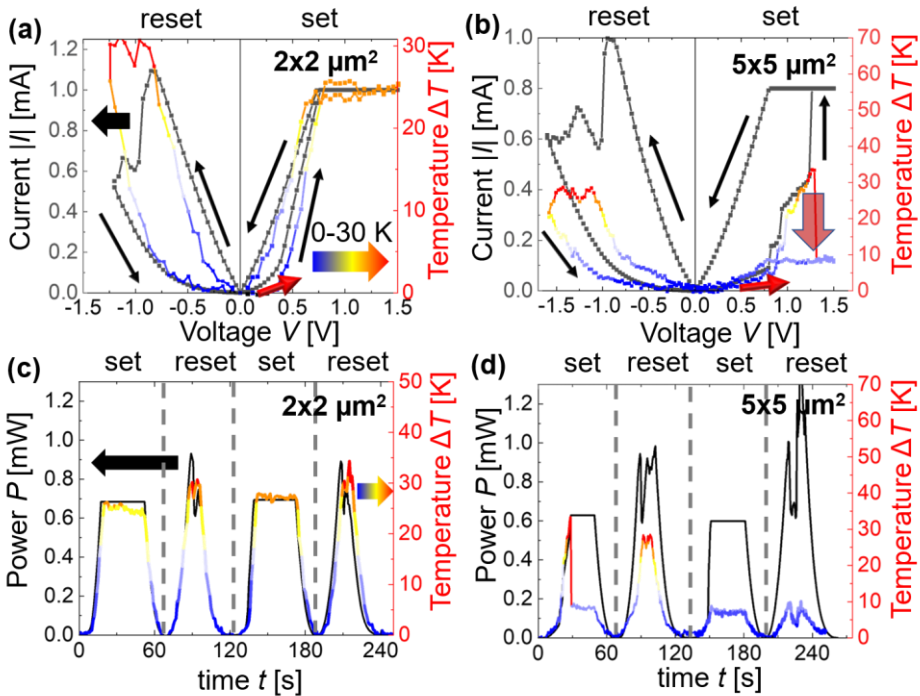 (a) reset set
2x2 μm²
0-30 K
Current |I| [mA]
0.0 0.2 0.4 0.6 0.8 1.0 1.2
-1.5 -1.0 -0.5 0.0 0.5 1.0 1.5
Voltage V [V]
0 10 20 30
Temperature ΔT [K]
(b) reset set
5x5 μm²
Current |I| [mA]
0.0 0.2 0.4 0.6 0.8 1.0
-1.5 -1.0 -0.5 0.0 0.5 1.0 1.5
Voltage V [V]
0 10 20 30 40 50 60 70
Temperature ΔT [K]
(c) set reset set reset
2x2 μm²
Power P [mW]
0.0 0.2 0.4 0.6 0.8 1.0 1.2
0 60 120 180 240
time t [s]
0 10 20 30 40 50
Temperature ΔT [K]
(d) set reset set reset
5x5 μm²
Power P [mW]
0.0 0.2 0.4 0.6 0.8 1.0 1.2
0 60 120 180 240
time t [s]
0 10 20 30 40 50 60 70
Temperature ΔT [K]